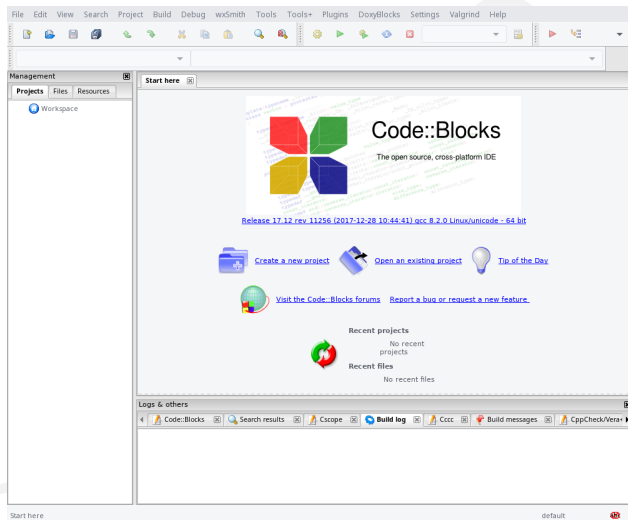 File Edit View Search Project Build Debug wxSmith Tools Tools+ Plugins DoxyBlocks Settings Valgrind Help
Management
Start here
Projects Files Resources
Workspace
Code::Blocks
The open source, cross-platform IDE
Release 17.12 rev 11256 (2017-12-28 10:44:41) gcc 8.2.0 Linux/unicode - 64 bit
Create a new project Open an existing project Tip of the Day
Visit the Code::Blocks forums Report a bug or request a new feature
Recent projects
No recent
projects
Recent files
No recent files
Logs & others
Code::Blocks Search results Cscope Build log Cccc Build messages CppCheck/Vera+
Start here default